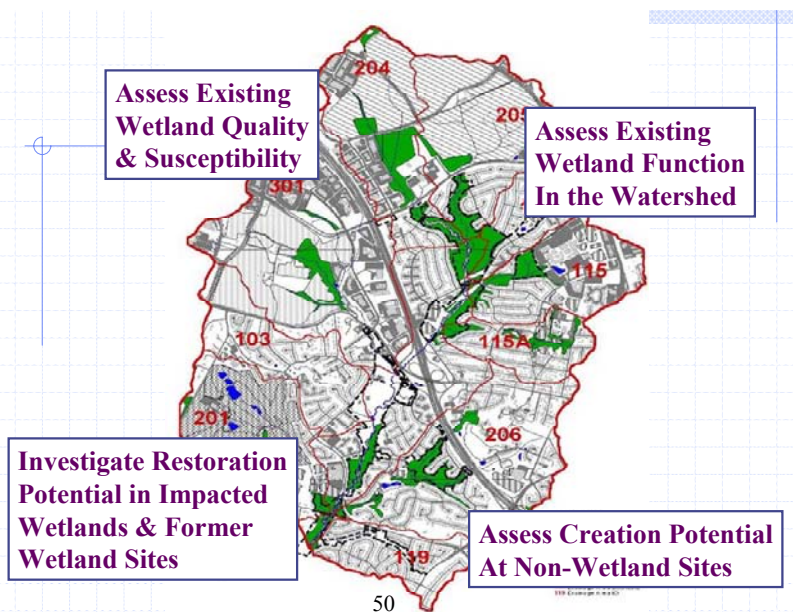 204
Assess Existing
Wetland Quality
& Susceptibility
205
Assess Existing
Wetland Function
In the Watershed
301
115
103
115A
201
206
Investigate Restoration
Potential in Impacted
Wetlands & Former
Wetland Sites
Assess Creation Potential
At Non-Wetland Sites
119
50